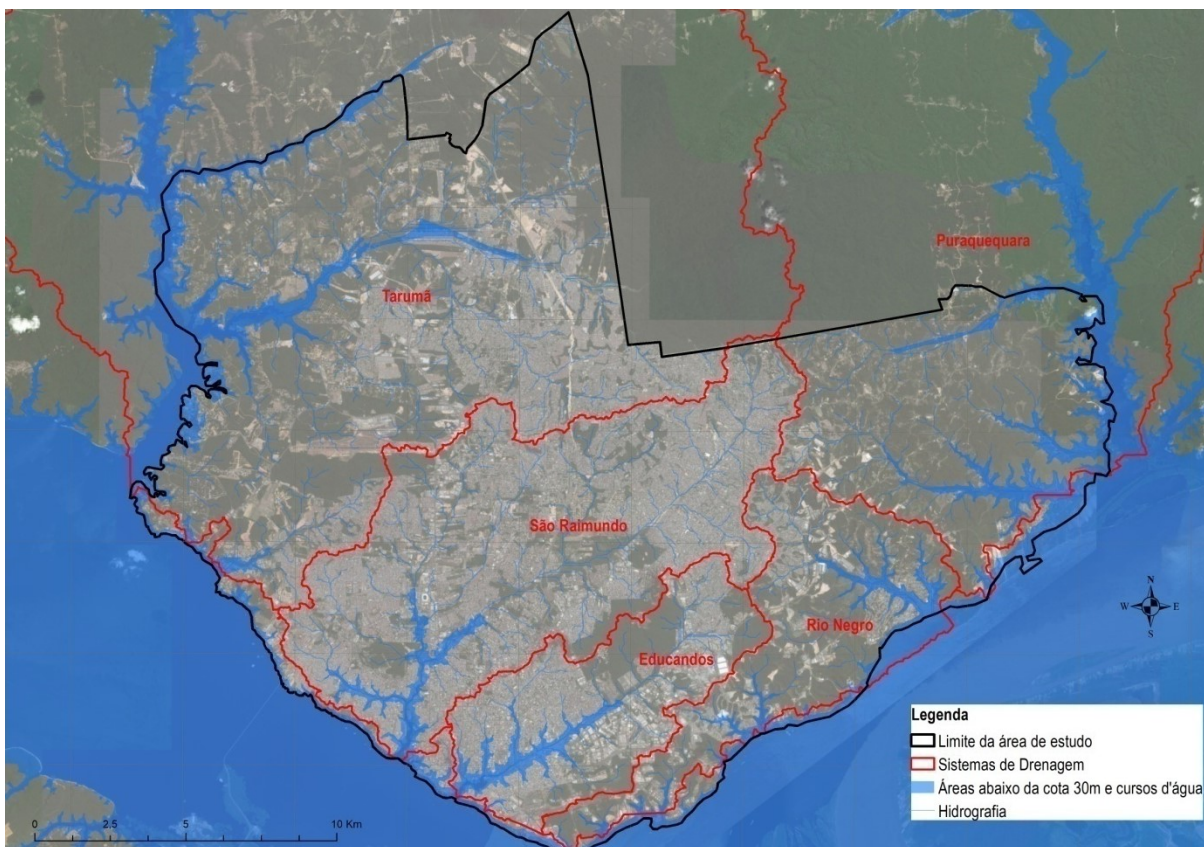 Puraquequara
Tarumã
São Raimundo
Rio Negro
Educandos
N
W E
S
Legenda
Limite da área de estudo
Sistemas de Drenagem
Áreas abaixo da cota 30m e cursos d'água
Hidrografia
0 2.5 5 10 Km